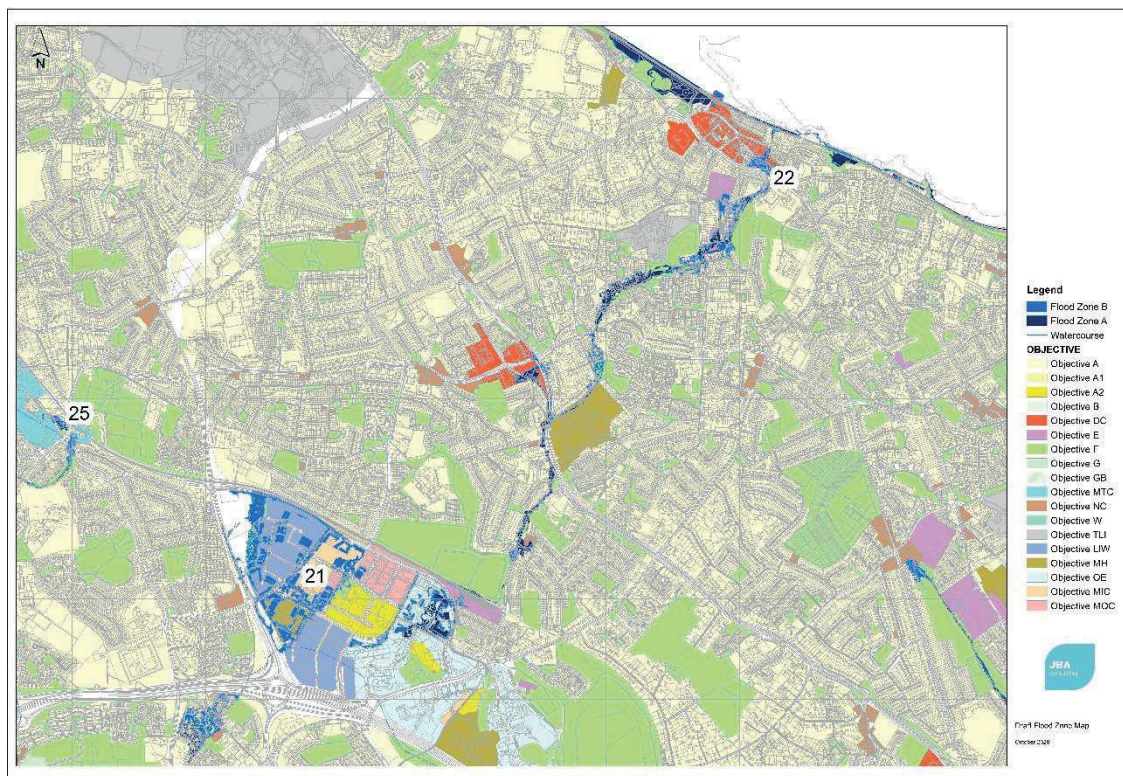 N
22
25
21
Legend
Flood Zone B
Flood Zone A
Watercourse
OBJECTIVE
Objective A
Objective A1
Objective A2
Objective B
Objective DC
Objective E
Objective F
Objective G
Objective GB
Objective MTC
Objective NC
Objective W
Objective TLI
Objective LIW
Objective MH
Objective OE
Objective MIC
Objective MOC
JBA
consulting
Draft Flood Zone Map